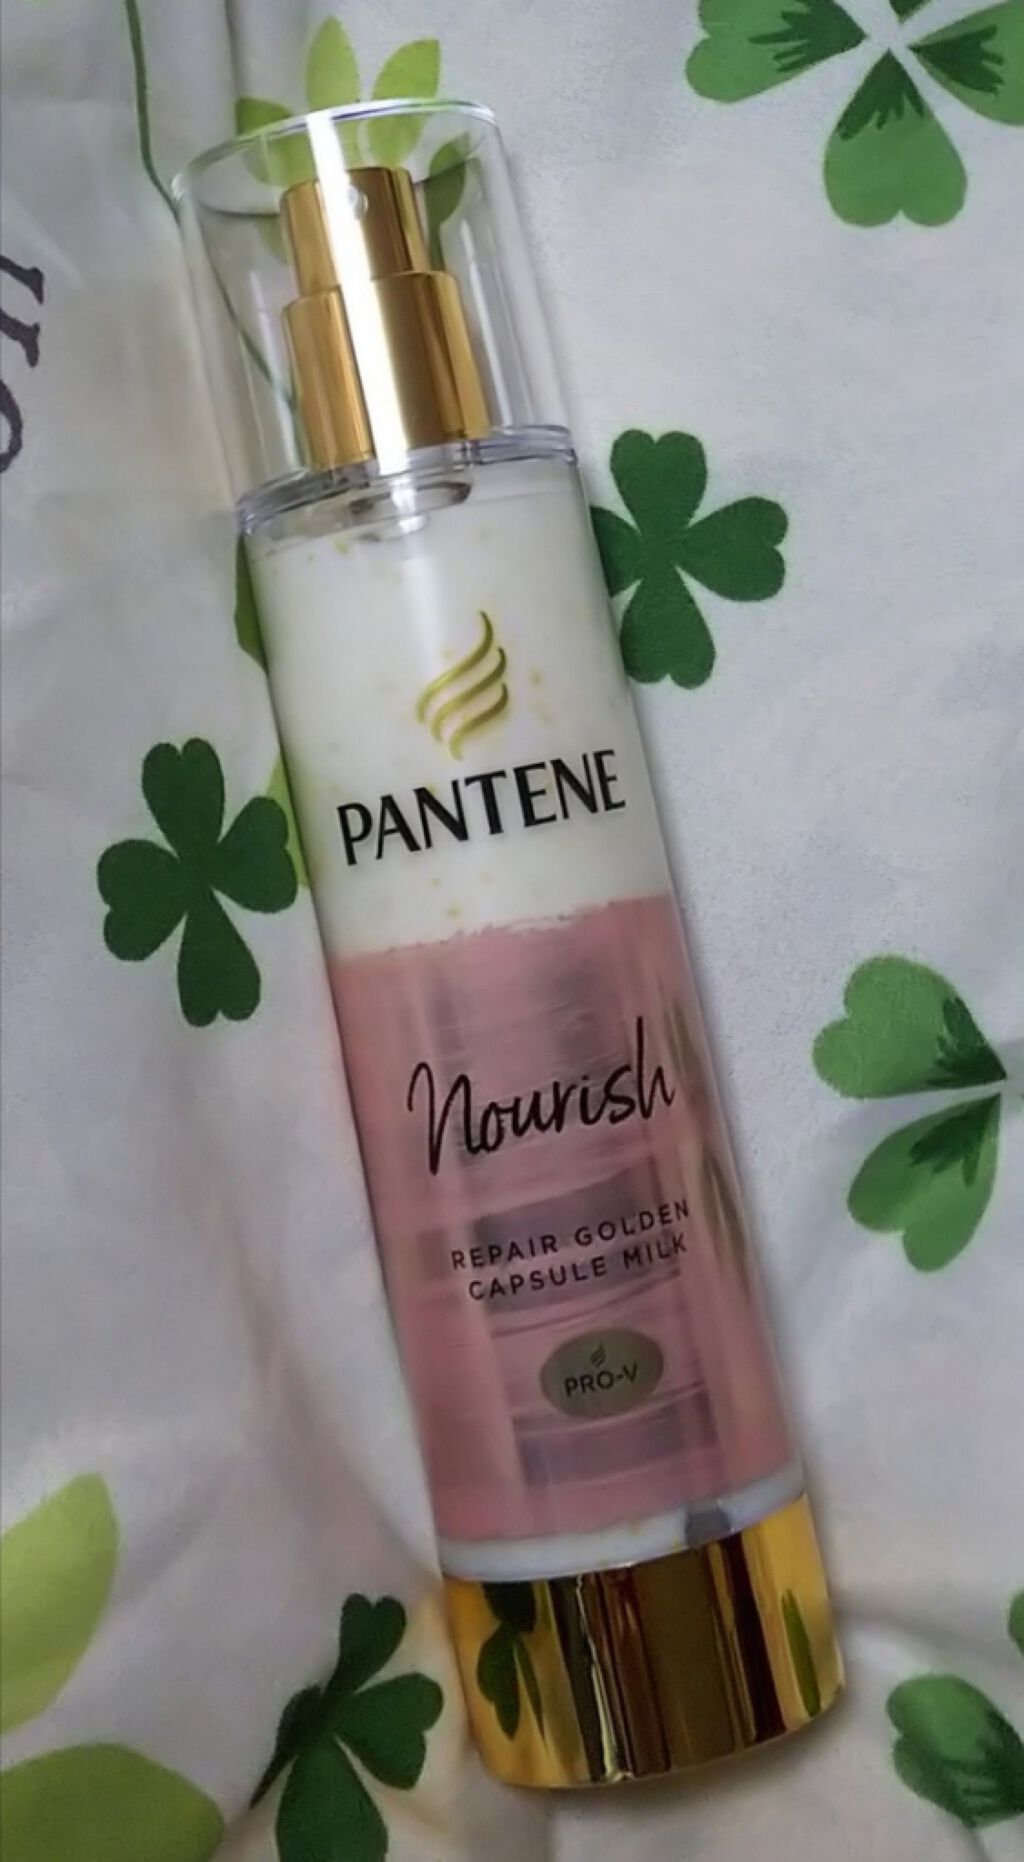 PANTENE
Nourish
REPAIR GOLDEN
CAPSULE MILK
PRO-V